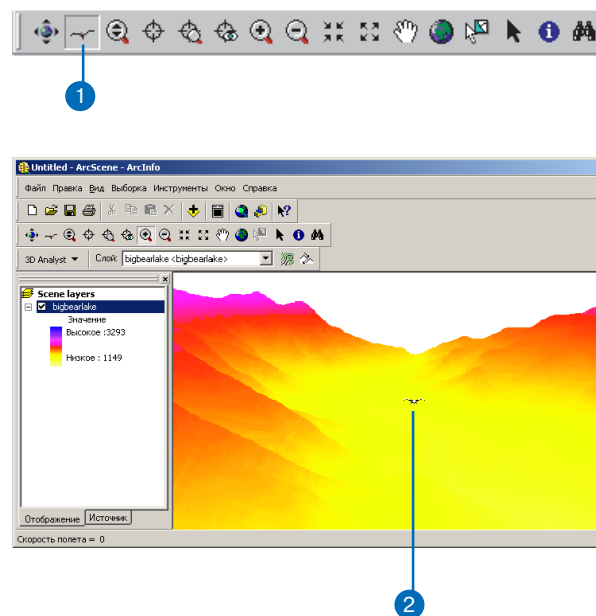 1
Untitled - ArcScene - ArcInfo
Файл Правка Вид Выборка Инструменты Окно Справка
3D Analyst Слой: bigbearlake <bigbearlake>
Scene layers
bigbearlake
Значение
Высокое :3293
Низкое : 1149
Отображение Источник
Скорость полета = 0
2